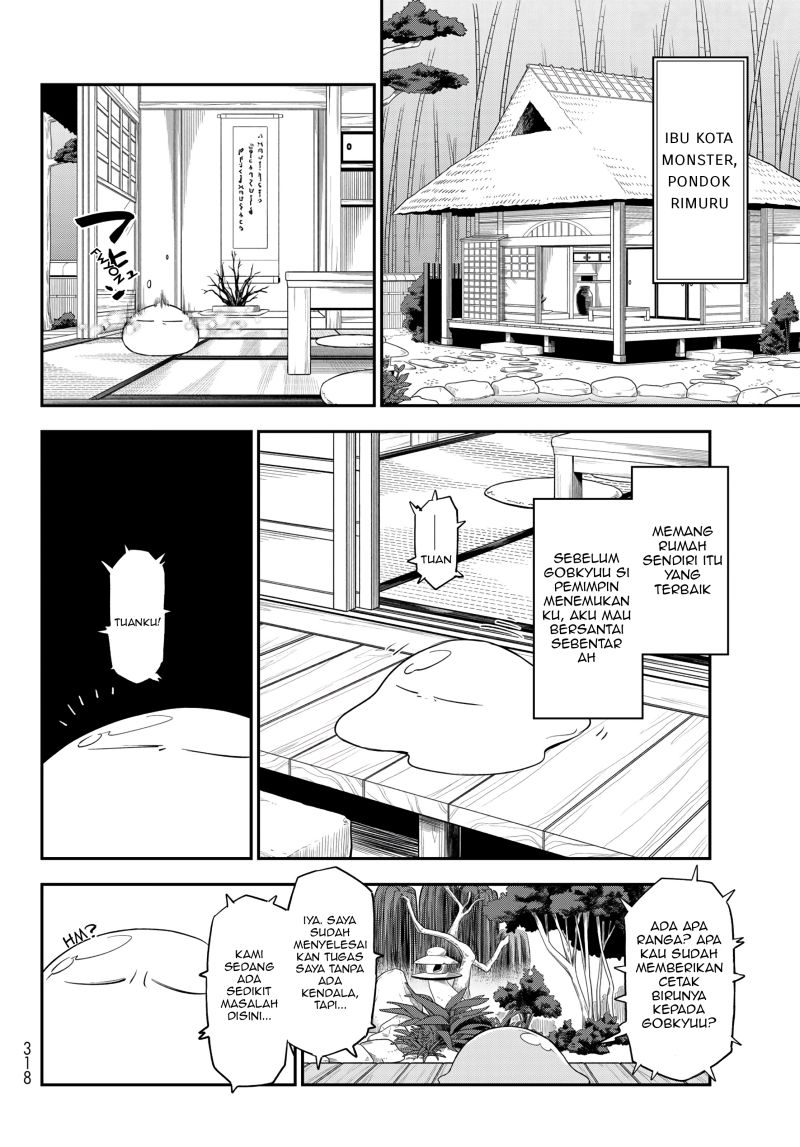 IBU KOTA
MONSTER,
PONDOK
RIMURU
FWYON
MEMANG
RUMAH
SENDIRI ITU
YANG
TERBAIK
SEBELUM
GOBKYUU SI
PEMIMPIN
MENEMUKAN
KU, AKU MAU
BERSANTAI
SEBENTAR
AH
TUAN
TUANKU!
ADA APA
RANGA? APA
KAU SUDAH
MEMBERIKAN
CETAK
BIRUNYA
KEPADA
GOBKYUU?
IYA. SAYA
SUDAH
MENYELESAI
KAN TUGAS
SAYA TANPA
ADA
KENDALA,
TAPI...
KAMI
SEDANG
ADA
SEDIKIT
MASALAH
DISINI...
HM?
318